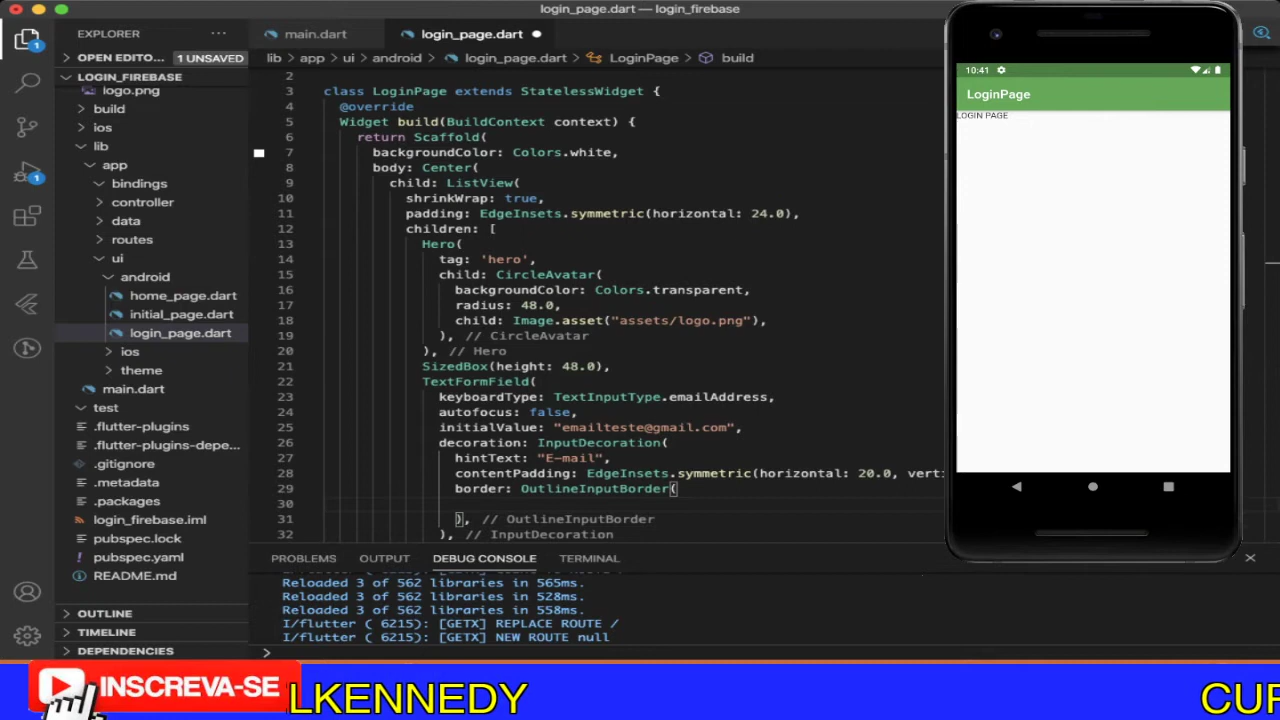 login_page.dart — login_firebase
EXPLORER
main.dart
login_page.dart
OPEN EDITO... 1 UNSAVED
lib > app > ui > android > login_page.dart > LoginPage > build
LOGIN_FIREBASE
logo.png
build
ios
lib
app
bindings
controller
data
routes
ui
android
home_page.dart
initial_page.dart
login_page.dart
ios
theme
main.dart
test
.flutter-plugins
.flutter-plugins-depe...
.gitignore
.metadata
.packages
login_firebase.iml
pubspec.lock
pubspec.yaml
README.md
OUTLINE
TIMELINE
DEPENDENCIES
2
3 class LoginPage extends StatelessWidget {
4 @override
5 Widget build(BuildContext context) {
6 return Scaffold(
7 backgroundColor: Colors.white,
8 body: Center(
9 child: ListView(
10 shrinkWrap: true,
11 padding: EdgeInsets.symmetric(horizontal: 24.0),
12 children: [
13 Hero(
14 tag: 'hero',
15 child: CircleAvatar(
16 backgroundColor: Colors.transparent,
17 radius: 48.0,
18 child: Image.asset("assets/logo.png"),
19 ), // CircleAvatar
20 ), // Hero
21 SizedBox(height: 48.0),
22 TextFormField(
23 keyboardType: TextInputType.emailAddress,
24 autofocus: false,
25 initialValue: "emailteste@gmail.com",
26 decoration: InputDecoration(
27 hintText: "E-mail",
28 contentPadding: EdgeInsets.symmetric(horizontal: 20.0, verti
29 border: OutlineInputBorder(
30
31 ), // OutlineInputBorder
32 ), // InputDecoration
PROBLEMS OUTPUT DEBUG CONSOLE TERMINAL
Reloaded 3 of 562 libraries in 565ms.
Reloaded 3 of 562 libraries in 528ms.
Reloaded 3 of 562 libraries in 558ms.
I/flutter ( 6215): [GETX] REPLACE ROUTE /
I/flutter ( 6215): [GETX] NEW ROUTE null
>
10:41
LoginPage
LOGIN PAGE
1
1
INSCREVA-SE
LKENNEDY
CUR